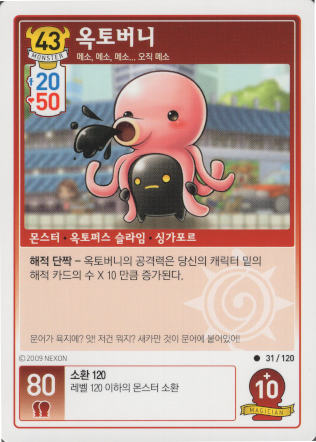 43
MONSTER
옥토버니
메소, 메소, 메소... 오직 메소
20
50
몬스터 · 옥토퍼스 슬라임 · 싱가포르
해적 단짝 – 옥토버니의 공격력은 당신의 캐릭터 밑의
해적 카드의 수 X 10 만큼 증가된다.
문어가 육지에? 앗! 저건 뭐지? 새카만 것이 문어에 붙어있어!
©2009 NEXON
● 31/120
80
소환 120
레벨 120 이하의 몬스터 소환
+
10
MAGICIAN